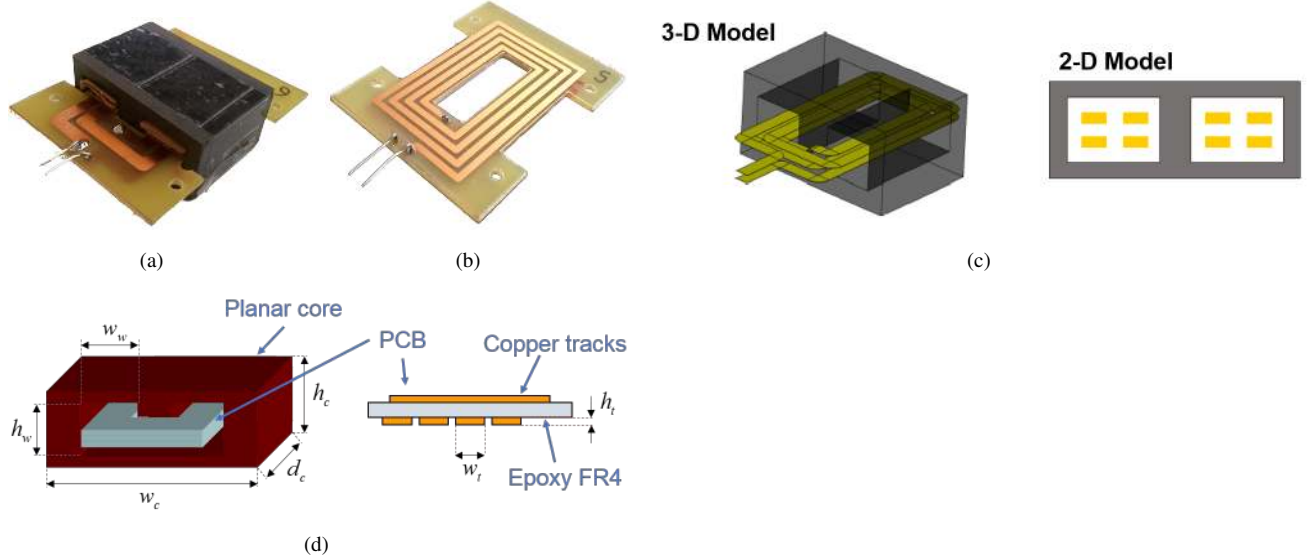 3-D Model
2-D Model
(a)
(b)
(c)
Planar core
w_w
PCB
Copper tracks
h_c
h_t
h_w
d_c
w_t
Epoxy FR4
w_c
(d)